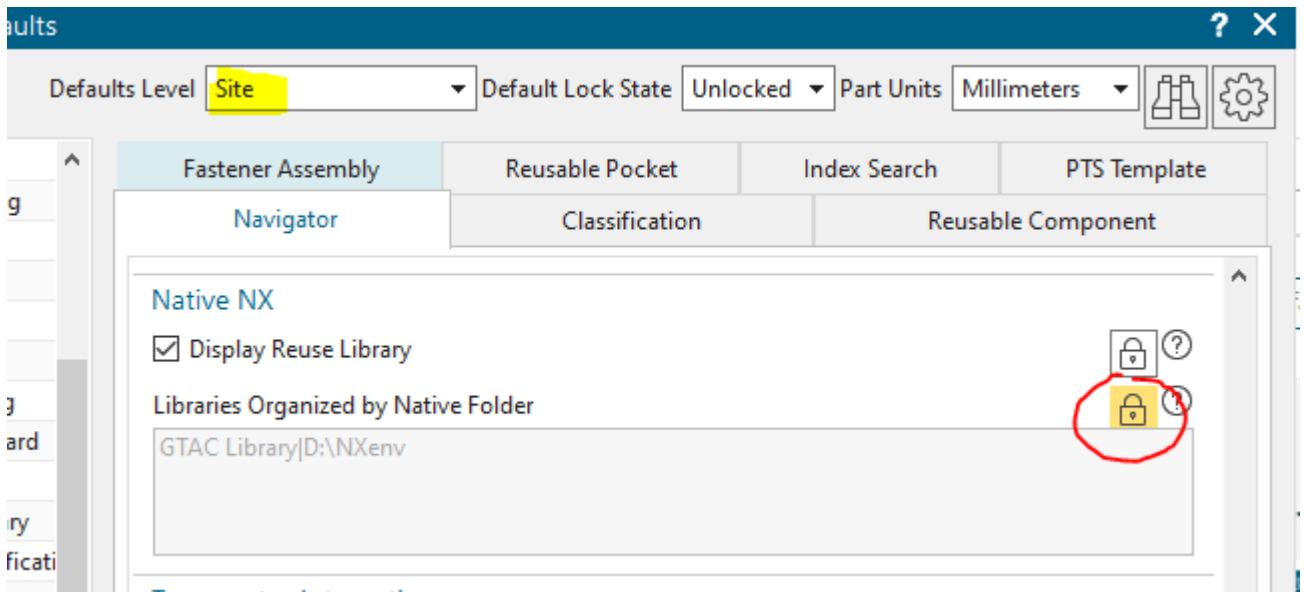 aults ? X
Defaults Level Site Default Lock State Unlocked Part Units Millimeters
Fastener Assembly Reusable Pocket Index Search PTS Template
g
Navigator Classification Reusable Component
Native NX
Display Reuse Library ?
g
Libraries Organized by Native Folder ?
ard
GTAC Library|D:\NXenv
ry
ficati